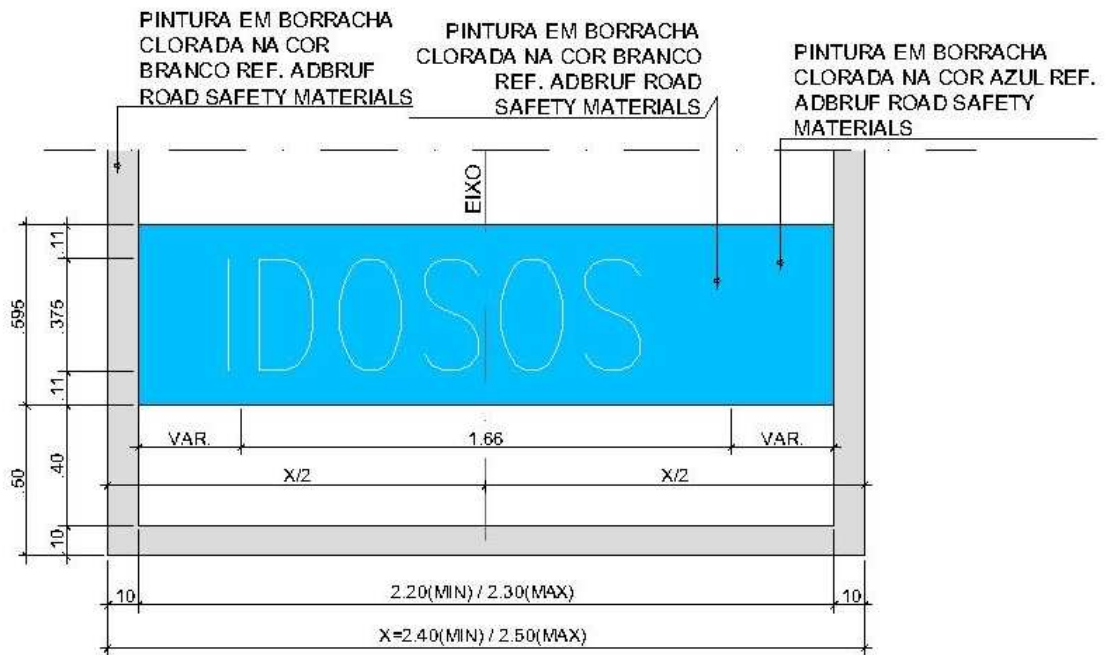 PINTURA EM BORRACHA
CLORADA NA COR
BRANCO REF. ADBRUF
ROAD SAFETY MATERIALS
PINTURA EM BORRACHA
CLORADA NA COR BRANCO
REF. ADBRUF ROAD
SAFETY MATERIALS
PINTURA EM BORRACHA
CLORADA NA COR AZUL REF.
ADBRUF ROAD SAFETY
MATERIALS
EIXO
.11
.375
.595
.11
IDOSOS
VAR.
1.66
VAR.
.40
.50
X/2
X/2
.10
10
2.20(MIN) / 2.30(MAX)
10
X=2.40(MIN) / 2.50(MAX)